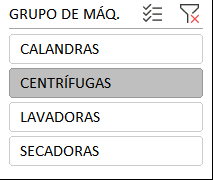 GRUPO DE MÁQ.
CALANDRAS
CENTRÍFUGAS
LAVADORAS
SECADORAS